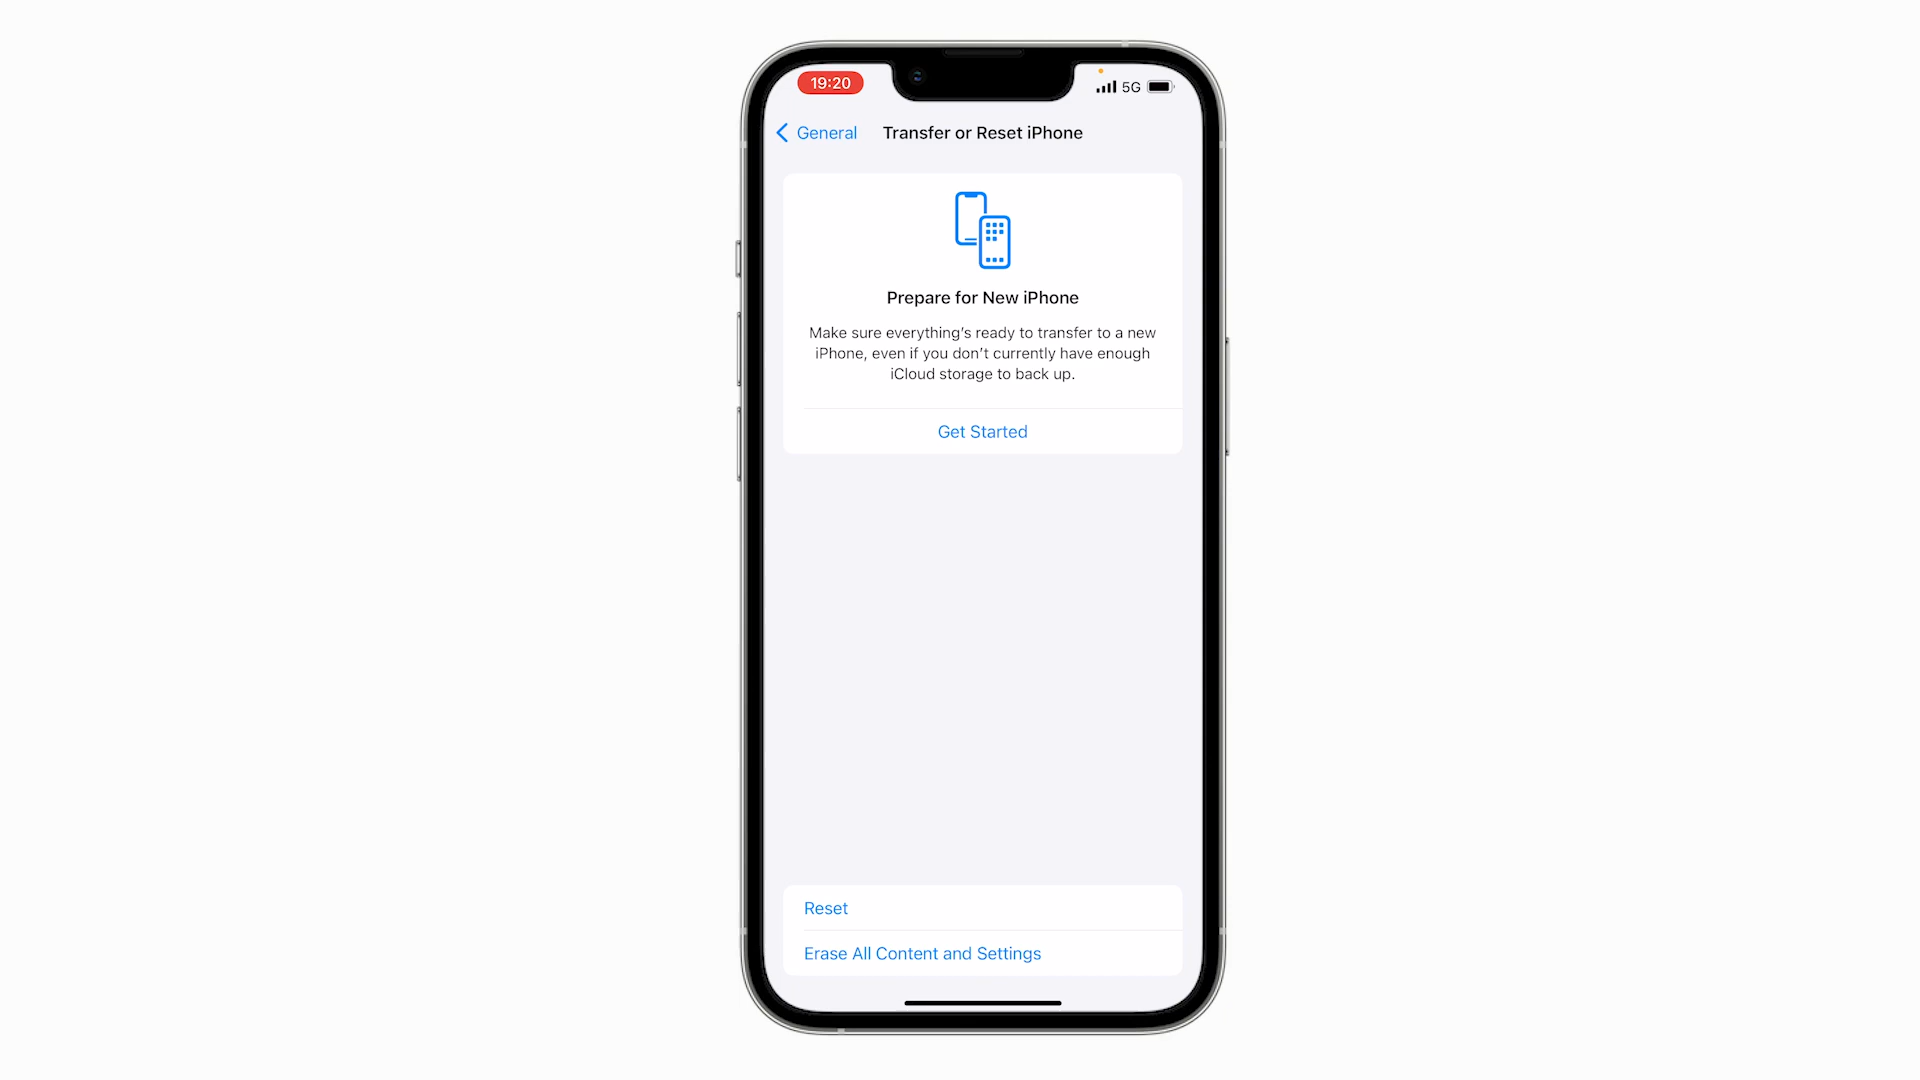 19:20
5G
General
Transfer or Reset iPhone
Prepare for New iPhone
Make sure everything's ready to transfer to a new
iPhone, even if you don't currently have enough
iCloud storage to back up.
Get Started
Reset
Erase All Content and Settings